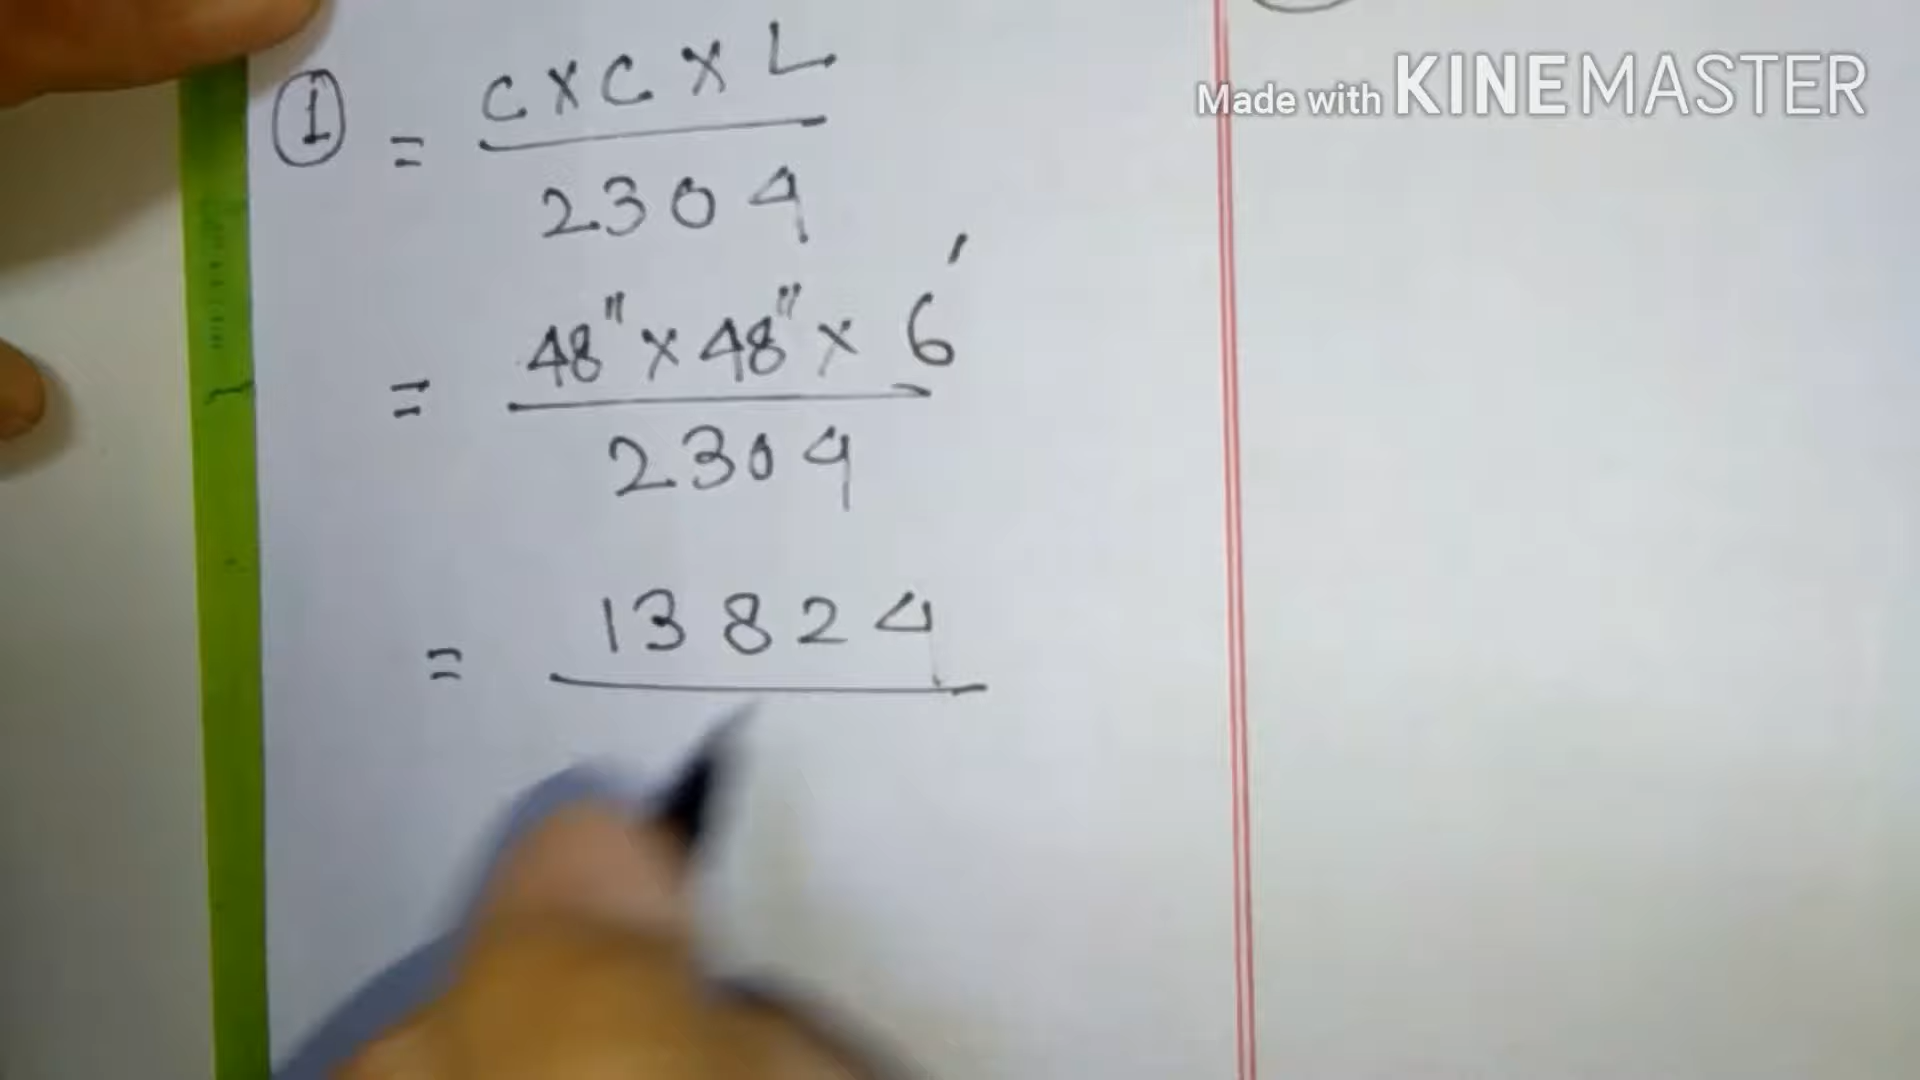 Made with KINEMASTER
① = C X C X L
2304
= 48" X 48" X 6'
2304
= 13824